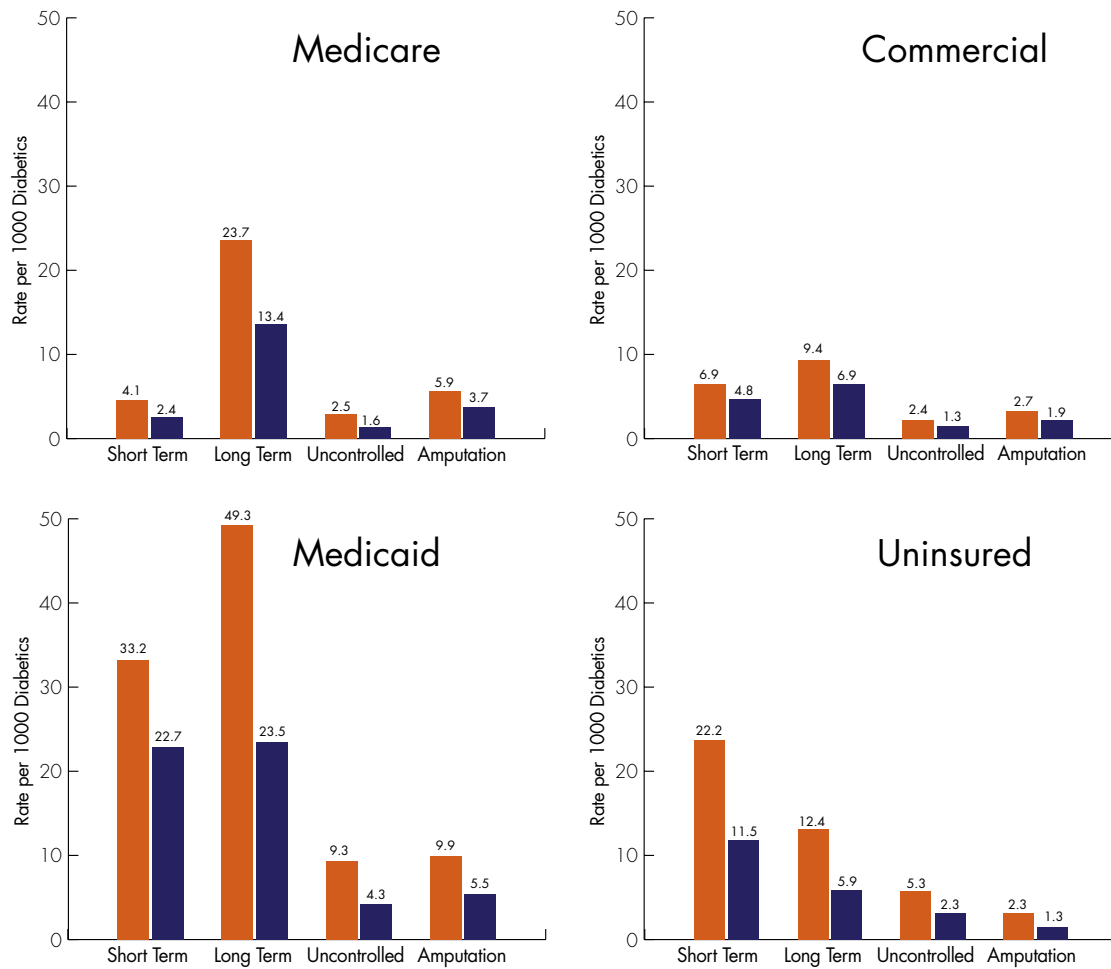 Medicare
Rate per 1000 Diabetics
50
40
30
20
10
0
4.1
2.4
23.7
13.4
2.5
1.6
5.9
3.7
Short Term
Long Term
Uncontrolled
Amputation
Commercial
Rate per 1000 Diabetics
50
40
30
20
10
0
6.9
4.8
9.4
6.9
2.4
1.3
2.7
1.9
Short Term
Long Term
Uncontrolled
Amputation
Medicaid
Rate per 1000 Diabetics
50
40
30
20
10
0
33.2
22.7
49.3
23.5
9.3
4.3
9.9
5.5
Short Term
Long Term
Uncontrolled
Amputation
Uninsured
Rate per 1000 Diabetics
50
40
30
20
10
0
22.2
11.5
12.4
5.9
5.3
2.3
2.3
1.3
Short Term
Long Term
Uncontrolled
Amputation